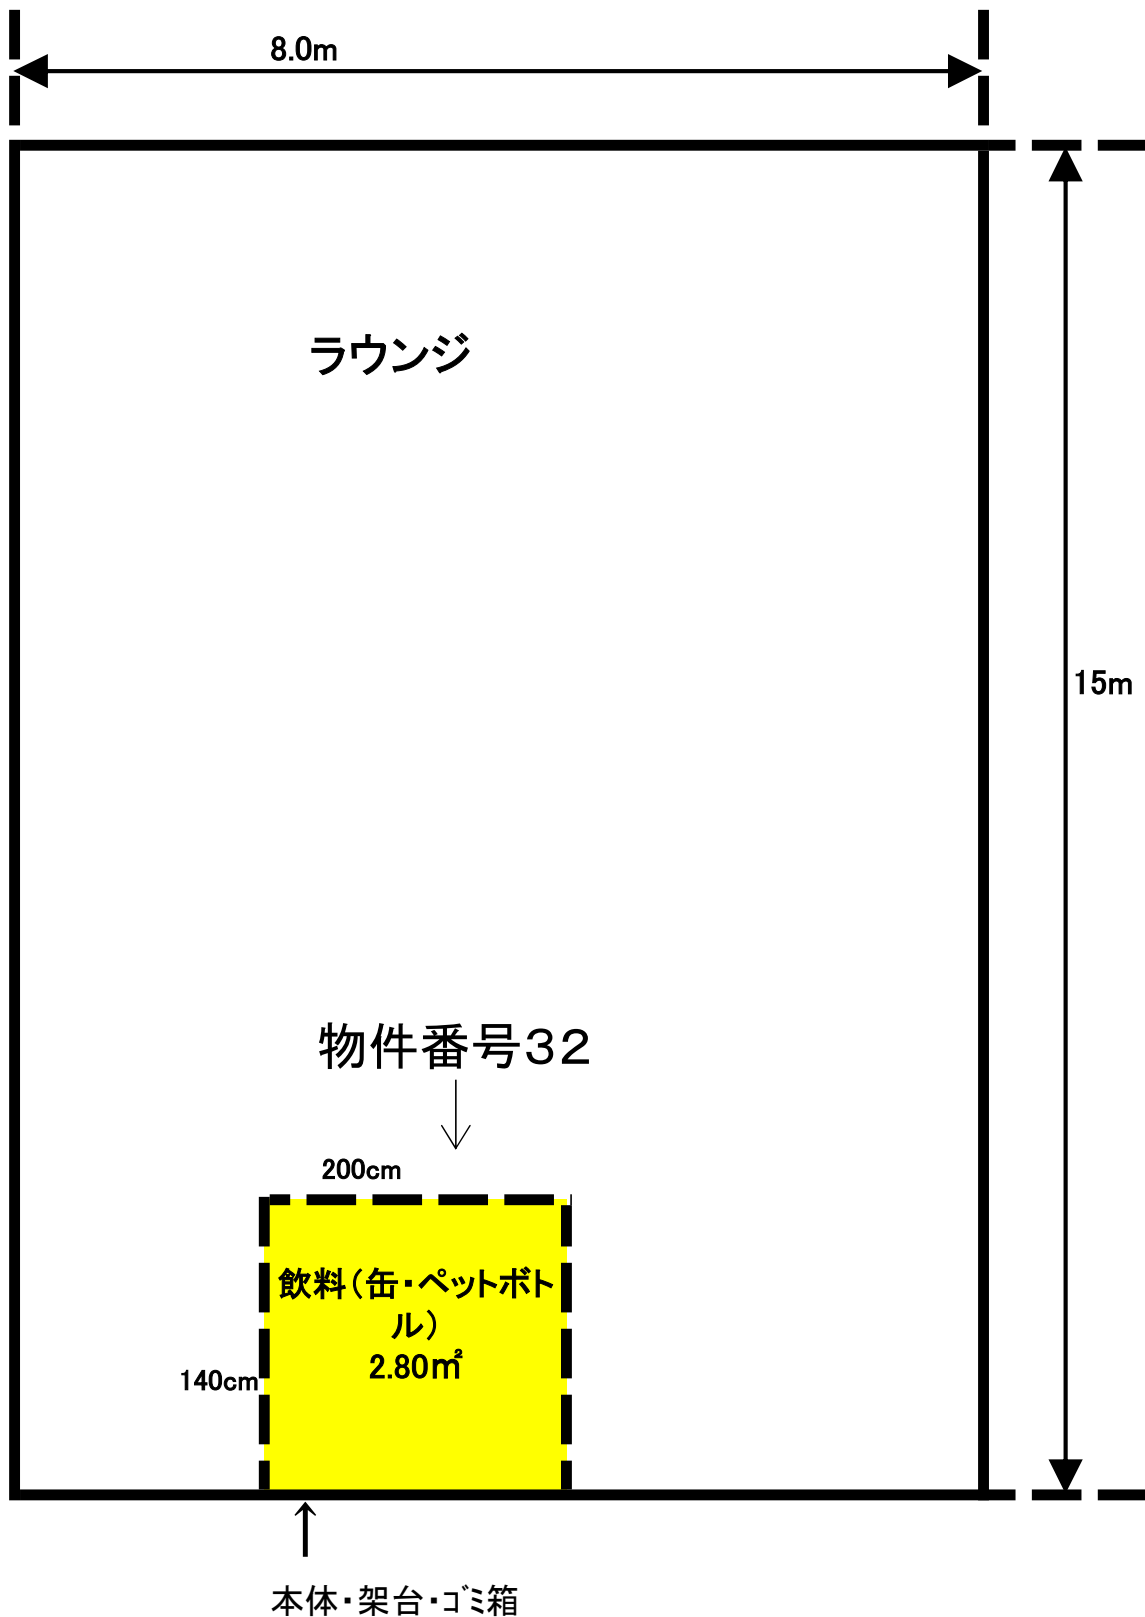 8.0m
ラウンジ
15m
物件番号32
200cm
飲料(缶・ペットボト
ル)
2.80㎡
140cm
本体・架台・ゴミ箱